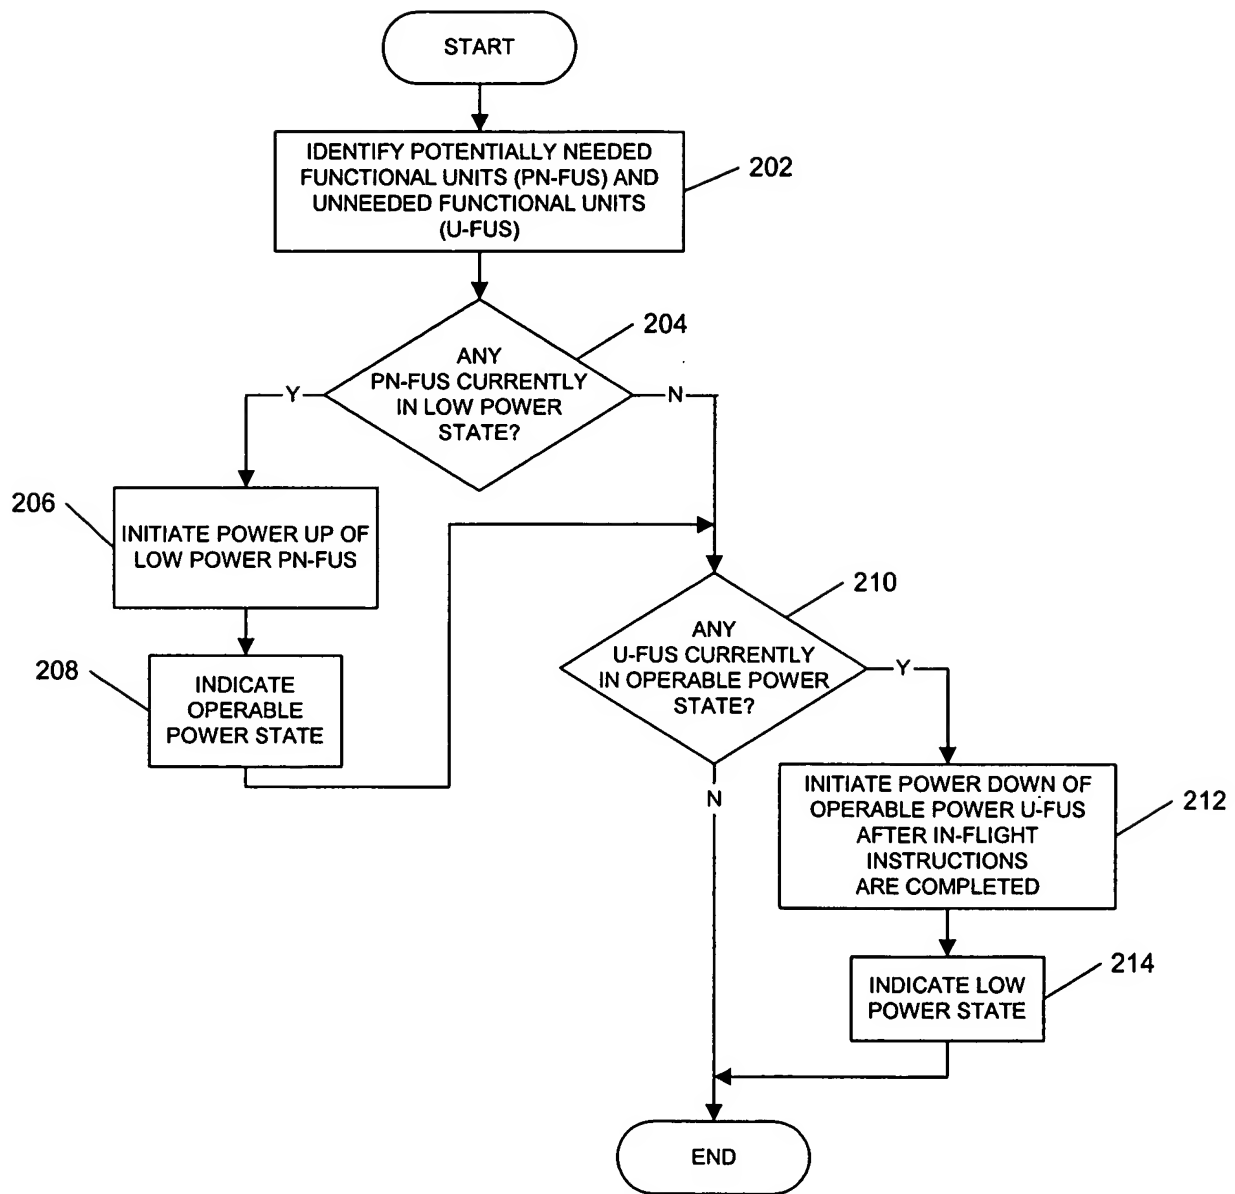 START
IDENTIFY POTENTIALLY NEEDED
FUNCTIONAL UNITS (PN-FUS) AND
UNNEEDED FUNCTIONAL UNITS
(U-FUS)
202
204
ANY
PN-FUS CURRENTLY
IN LOW POWER
STATE?
Y
N
206
INITIATE POWER UP OF
LOW POWER PN-FUS
208
INDICATE
OPERABLE
POWER STATE
210
ANY
U-FUS CURRENTLY
IN OPERABLE POWER
STATE?
Y
N
INITIATE POWER DOWN OF
OPERABLE POWER U-FUS
AFTER IN-FLIGHT
INSTRUCTIONS
ARE COMPLETED
212
INDICATE LOW
POWER STATE
214
END